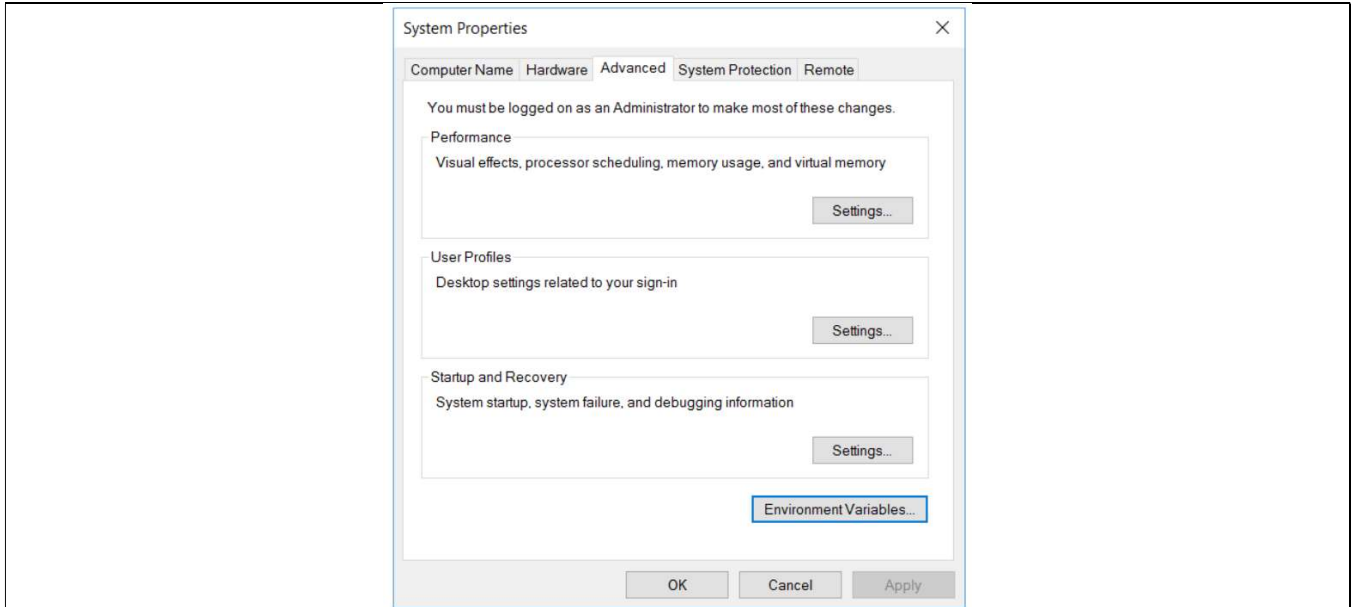 System Properties
Computer Name Hardware Advanced System Protection Remote
You must be logged on as an Administrator to make most of these changes.
Performance
Visual effects, processor scheduling, memory usage, and virtual memory
Settings...
User Profiles
Desktop settings related to your sign-in
Settings...
Startup and Recovery
System startup, system failure, and debugging information
Settings...
Environment Variables...
OK Cancel Apply